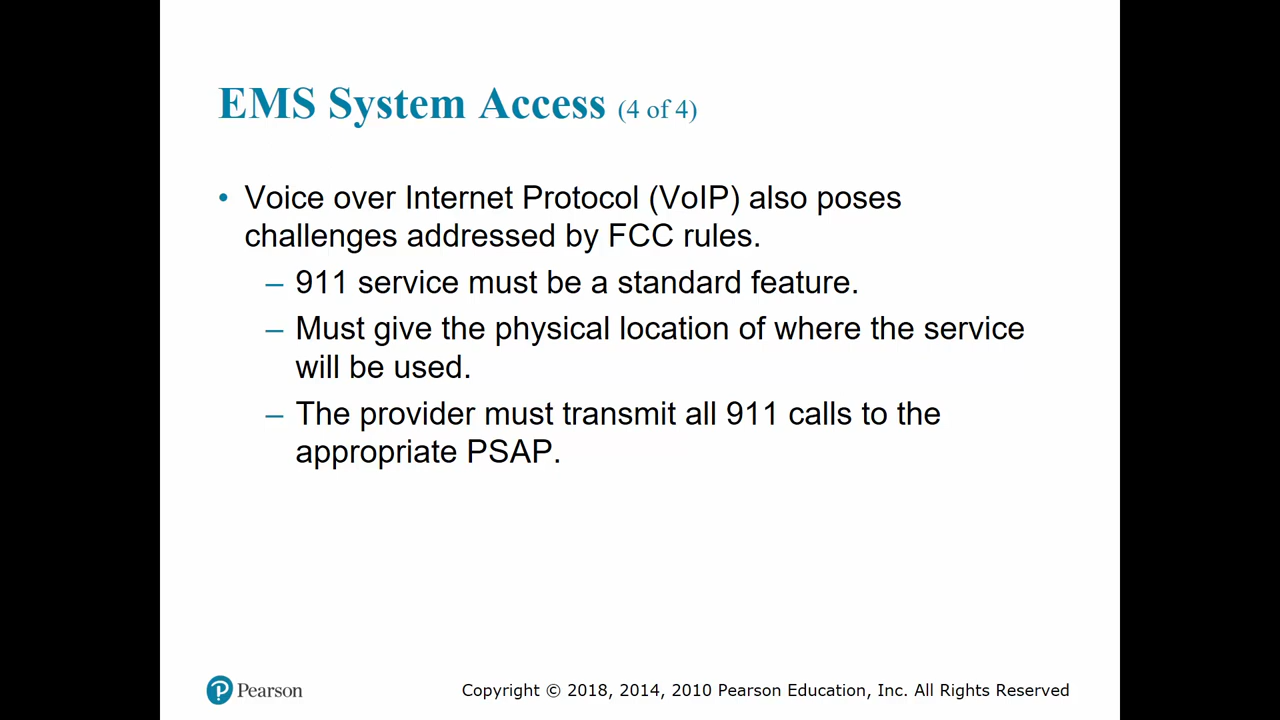 EMS System Access (4 of 4)
• Voice over Internet Protocol (VoIP) also poses
challenges addressed by FCC rules.
– 911 service must be a standard feature.
– Must give the physical location of where the service
will be used.
– The provider must transmit all 911 calls to the
appropriate PSAP.
P Pearson
Copyright © 2018, 2014, 2010 Pearson Education, Inc. All Rights Reserved